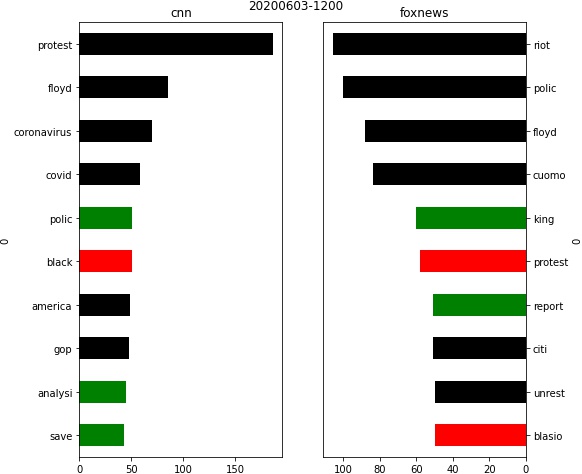 20200603-1200
cnn
foxnews
protest
floyd
coronavirus
covid
polic
black
america
gop
analysi
save
0
0 50 100 150
riot
polic
floyd
cuomo
king
protest
report
citi
unrest
blasio
0
100 80 60 40 20 0